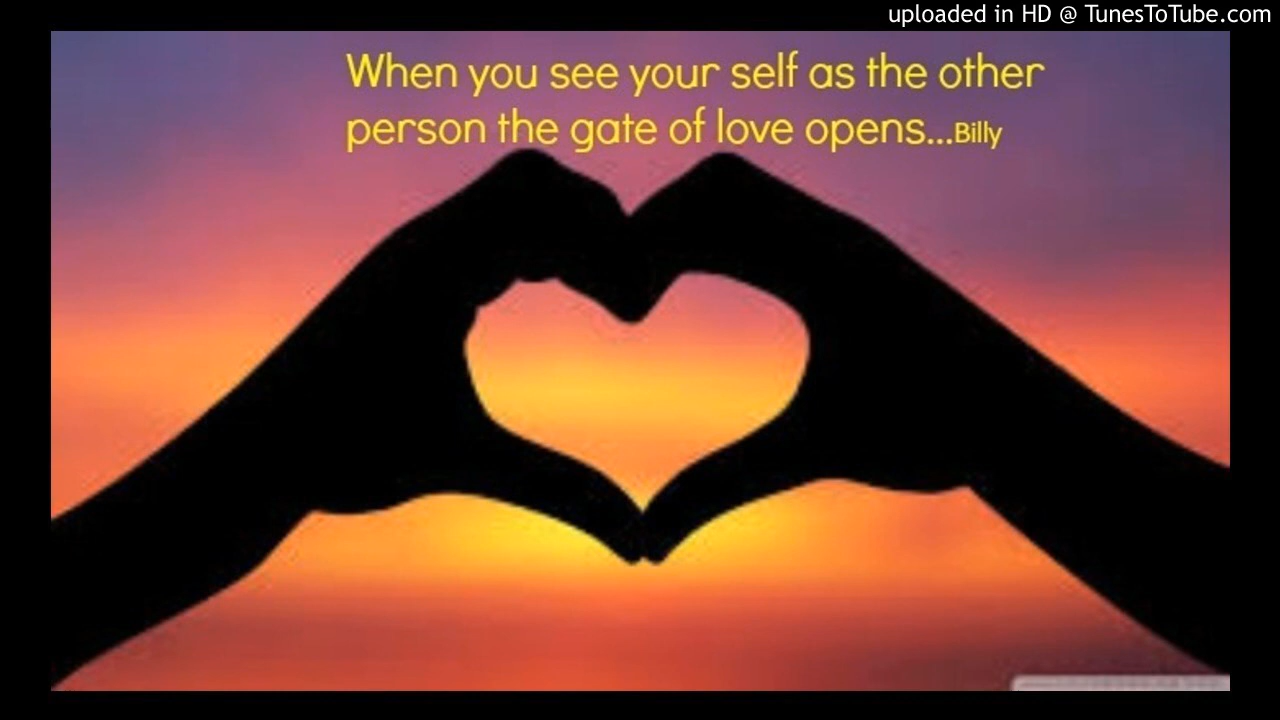 uploaded in HD @ TunesToTube.com
When you see your self as the other
person the gate of love opens...Billy